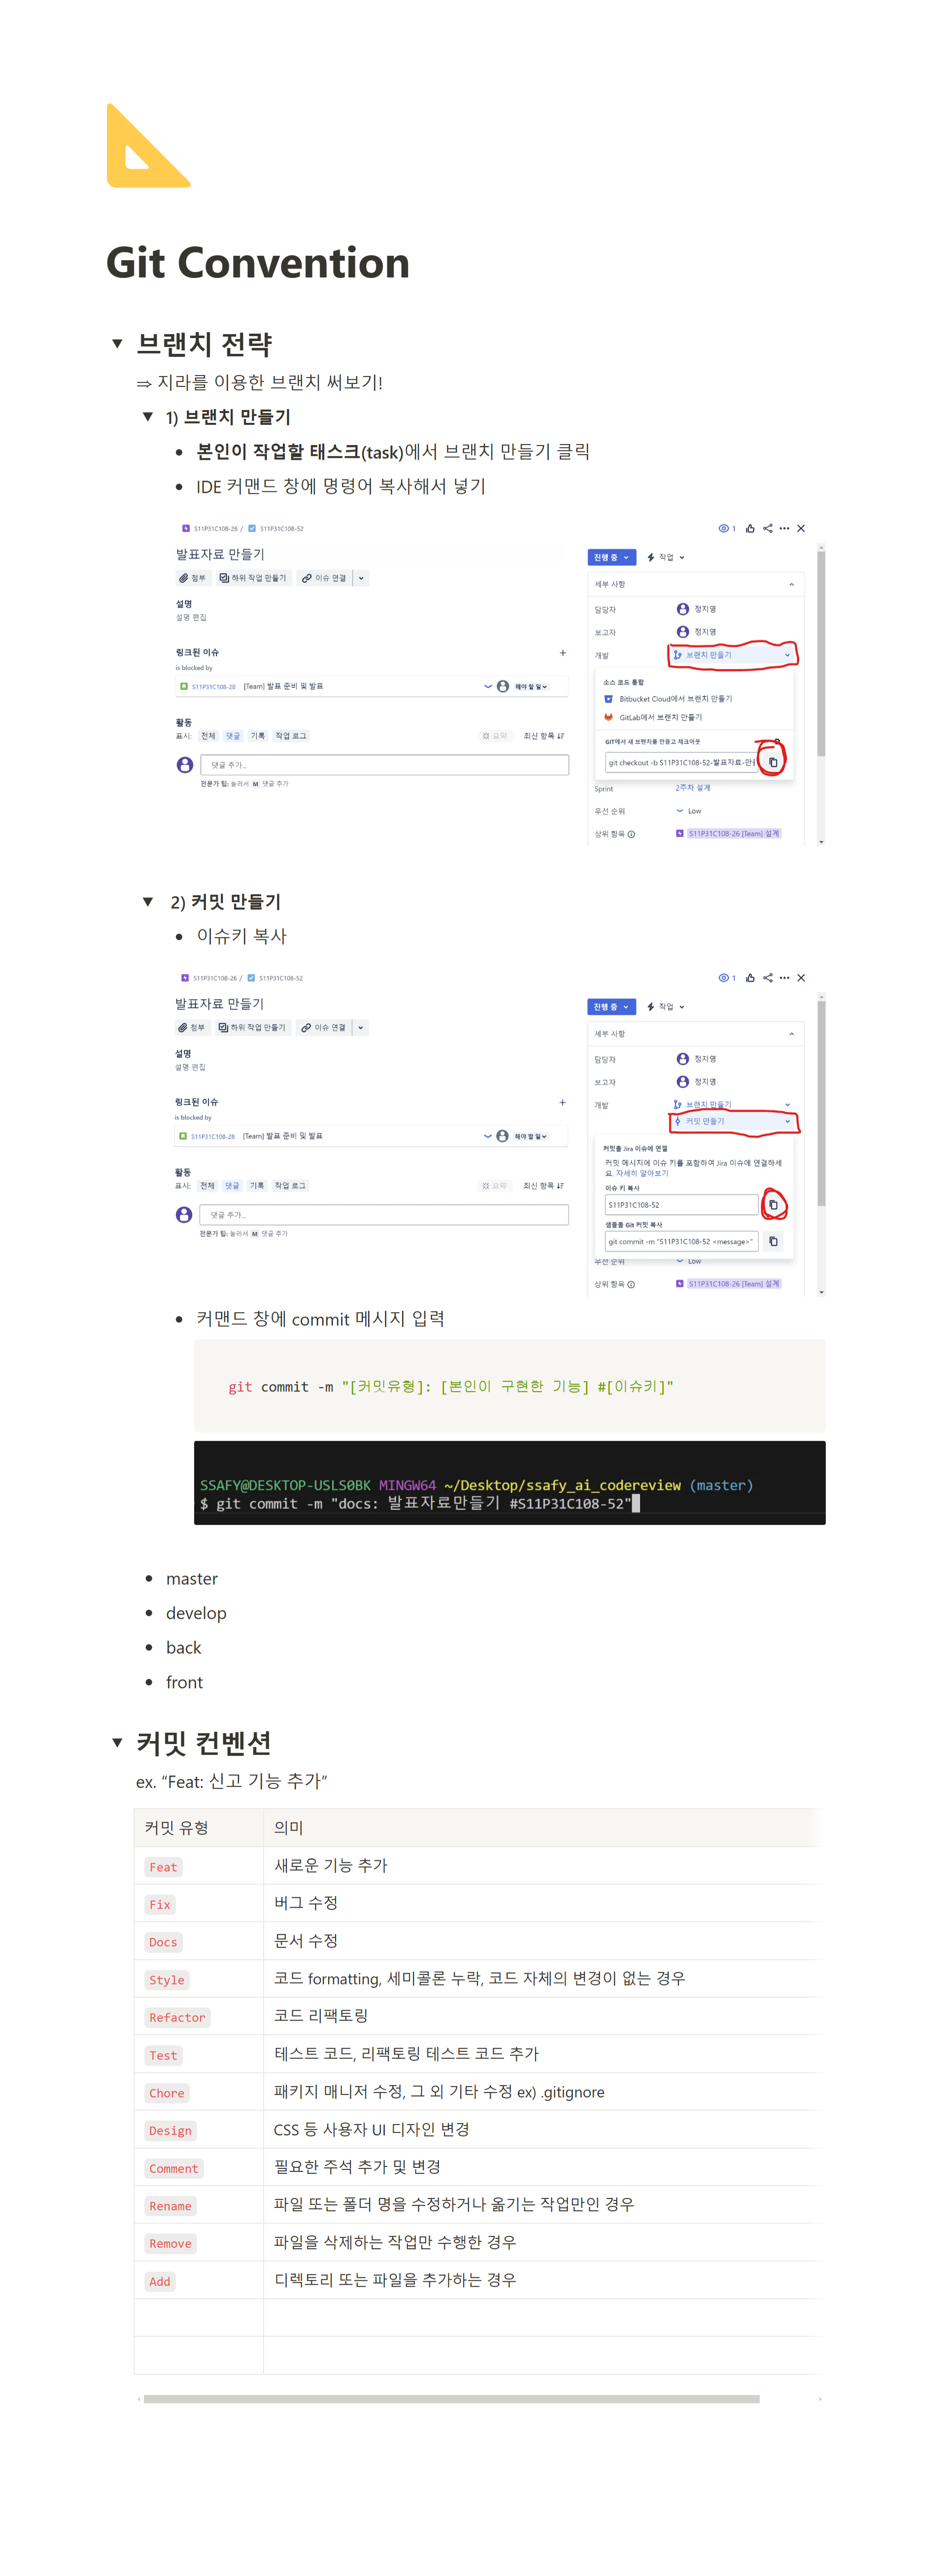 Git Convention
브랜치 전략
⇒ 지라를 이용한 브랜치 써보기!
1) 브랜치 만들기
본인이 작업할 태스크(task)에서 브랜치 만들기 클릭
IDE 커맨드 창에 명령어 복사해서 넣기
S11P31C108-26 / S11P31C108-52
1
발표자료 만들기
첨부 하위 작업 만들기 이슈 연결
진행 중 작업
설명
설명 편집
세부 사항
담당자 정지영
보고자 정지영
개발 브랜치 만들기
링크된 이슈
is blocked by
S11P31C108-28 [Team] 발표 준비 및 발표 해야 할 일
소스 코드 통합
Bitbucket Cloud에서 브랜치 만들기
GitLab에서 브랜치 만들기
GIT에서 새 브랜치를 만들고 체크아웃
git checkout -b S11P31C108-52-발표자료-만들
활동
표시: 전체 댓글 기록 작업 로그 요약 최신 항목
댓글 추가...
전문가 팁: 눌러서 M 댓글 추가
Sprint 2주차 설계
우선 순위 Low
상위 항목 S11P31C108-26 [Team] 설계
2) 커밋 만들기
이슈키 복사
S11P31C108-26 / S11P31C108-52
1
발표자료 만들기
첨부 하위 작업 만들기 이슈 연결
진행 중 작업
설명
설명 편집
세부 사항
담당자 정지영
보고자 정지영
개발 브랜치 만들기
커밋 만들기
링크된 이슈
is blocked by
S11P31C108-28 [Team] 발표 준비 및 발표 해야 할 일
커밋을 Jira 이슈에 연결
커밋 메시지에 이슈 키를 포함하여 Jira 이슈에 연결하세
요. 자세히 알아보기
이슈 키 복사
S11P31C108-52
샘플을 Git 커밋 복사
git commit -m "S11P31C108-52 <message>"
활동
표시: 전체 댓글 기록 작업 로그 요약 최신 항목
댓글 추가...
전문가 팁: 눌러서 M 댓글 추가
우선 순위 Low
상위 항목 S11P31C108-26 [Team] 설계
커맨드 창에 commit 메시지 입력
git commit -m "[커밋유형]: [본인이 구현한 기능] #[이슈키]"
SSAFY@DESKTOP-USLS0BK MINGW64 ~/Desktop/ssafy_ai_codereview (master)
$ git commit -m "docs: 발표자료만들기 #S11P31C108-52"
master
develop
back
front
커밋 컨벤션
ex. “Feat: 신고 기능 추가”
커밋 유형 의미
Feat 새로운 기능 추가
Fix 버그 수정
Docs 문서 수정
Style 코드 formatting, 세미콜론 누락, 코드 자체의 변경이 없는 경우
Refactor 코드 리팩토링
Test 테스트 코드, 리팩토링 테스트 코드 추가
Chore 패키지 매니저 수정, 그 외 기타 수정 ex) .gitignore
Design CSS 등 사용자 UI 디자인 변경
Comment 필요한 주석 추가 및 변경
Rename 파일 또는 폴더 명을 수정하거나 옮기는 작업만인 경우
Remove 파일을 삭제하는 작업만 수행한 경우
Add 디렉토리 또는 파일을 추가하는 경우